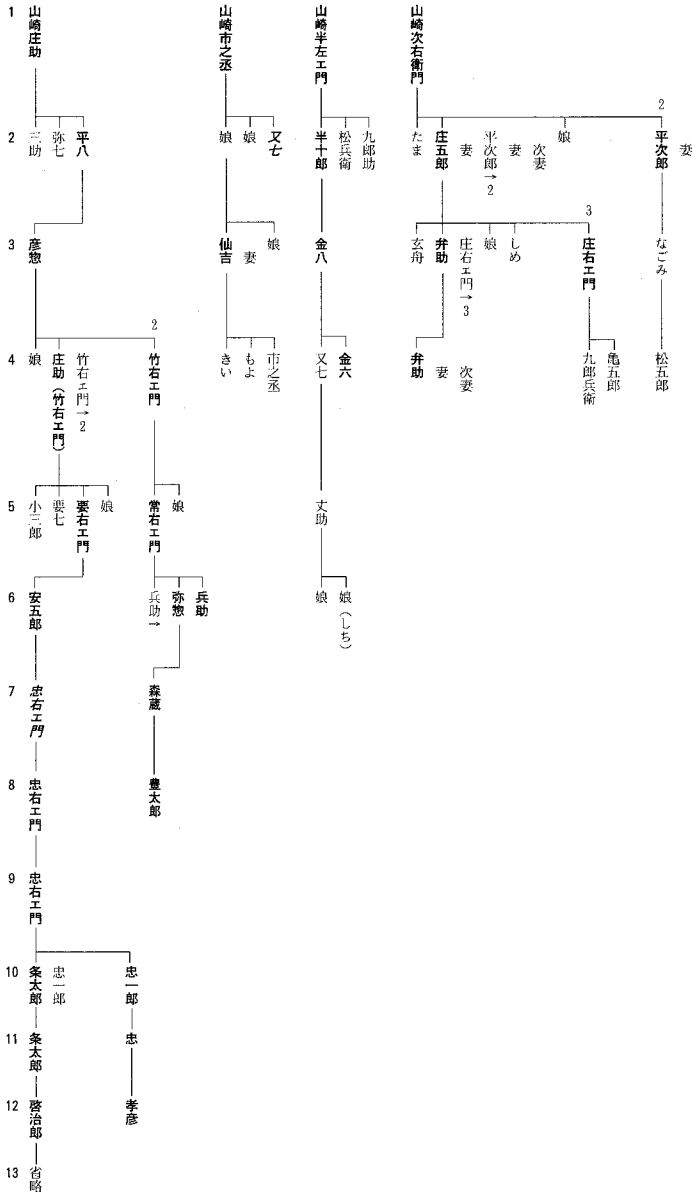 1
山崎庄助
山崎市之丞
山崎半左エ門
山崎次右衛門
2
三助
弥七
平八
娘
娘
又七
半十郎
松兵衛
九郎助
たま
庄五郎
妻
平次郎→2
妻
次妻
娘
2
平次郎
妻
3
彦惣
仙吉
妻
娘
金八
玄舟
弁助
庄右エ門→3
娘
しめ
3
庄右エ門
なごみ
4
娘
庄助（竹右エ門）
竹右エ門→2
2
竹右エ門
きい
もよ
市之丞
又七
金六
弁助
妻
次妻
九郎兵衛
亀五郎
松五郎
5
小三郎
要七
要右エ門
娘
常右エ門
娘
丈助
6
安五郎
兵助→
弥惣
兵助
娘
娘（しち）
7
忠右エ門
森蔵
8
忠右エ門
豊太郎
9
忠右エ門
10
条太郎
忠一郎
忠一郎
11
条太郎
忠
12
啓治郎
孝彦
13
省略